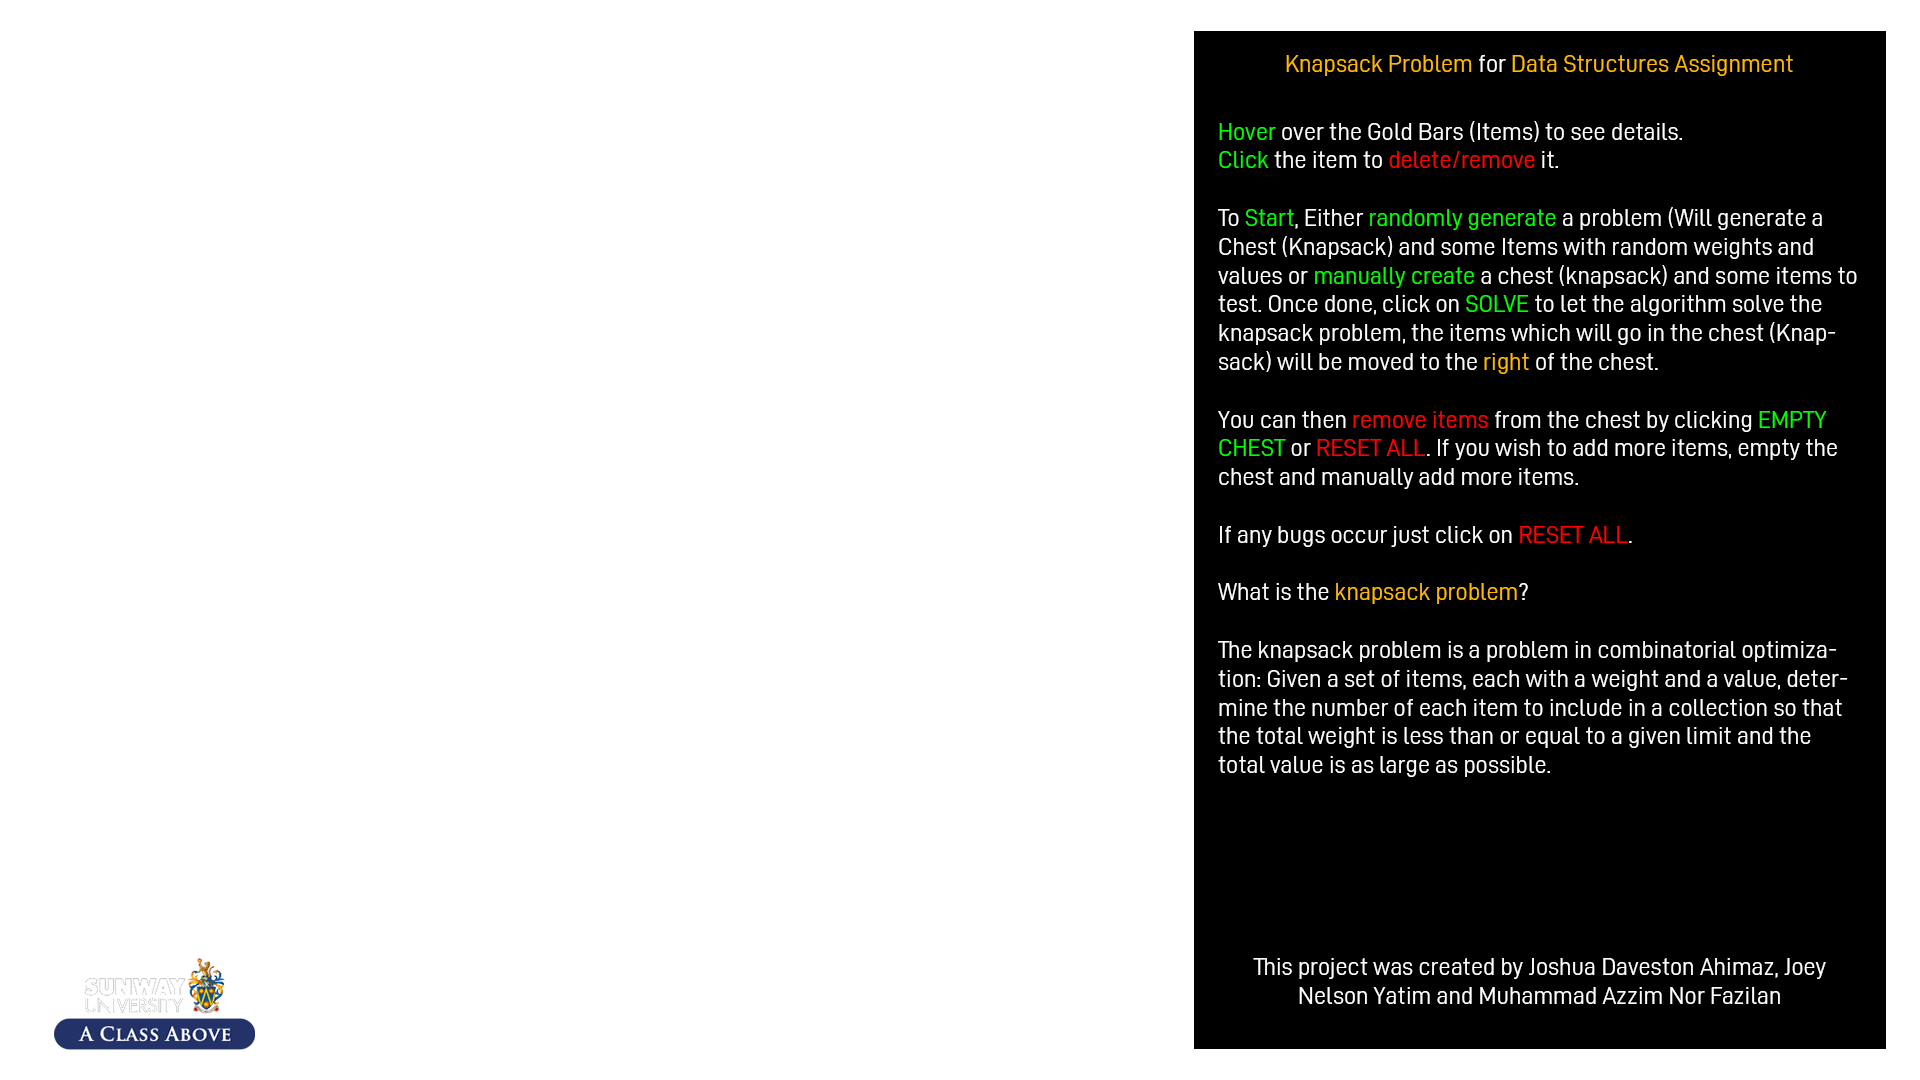 Knapsack Problem for Data Structures Assignment
Hover over the Gold Bars (Items) to see details.
Click the item to delete/remove it.
To Start, Either randomly generate a problem (Will generate a
Chest (Knapsack) and some Items with random weights and
values or manually create a chest (knapsack) and some items to
test. Once done, click on SOLVE to let the algorithm solve the
knapsack problem, the items which will go in the chest (Knap-
sack) will be moved to the right of the chest.
You can then remove items from the chest by clicking EMPTY
CHEST or RESET ALL. If you wish to add more items, empty the
chest and manually add more items.
If any bugs occur just click on RESET ALL.
What is the knapsack problem?
The knapsack problem is a problem in combinatorial optimiza-
tion: Given a set of items, each with a weight and a value, deter-
mine the number of each item to include in a collection so that
the total weight is less than or equal to a given limit and the
total value is as large as possible.
This project was created by Joshua Daveston Ahimaz, Joey
Nelson Yatim and Muhammad Azzim Nor Fazilan
SUNWAY
UNIVERSITY
A CLASS ABOVE